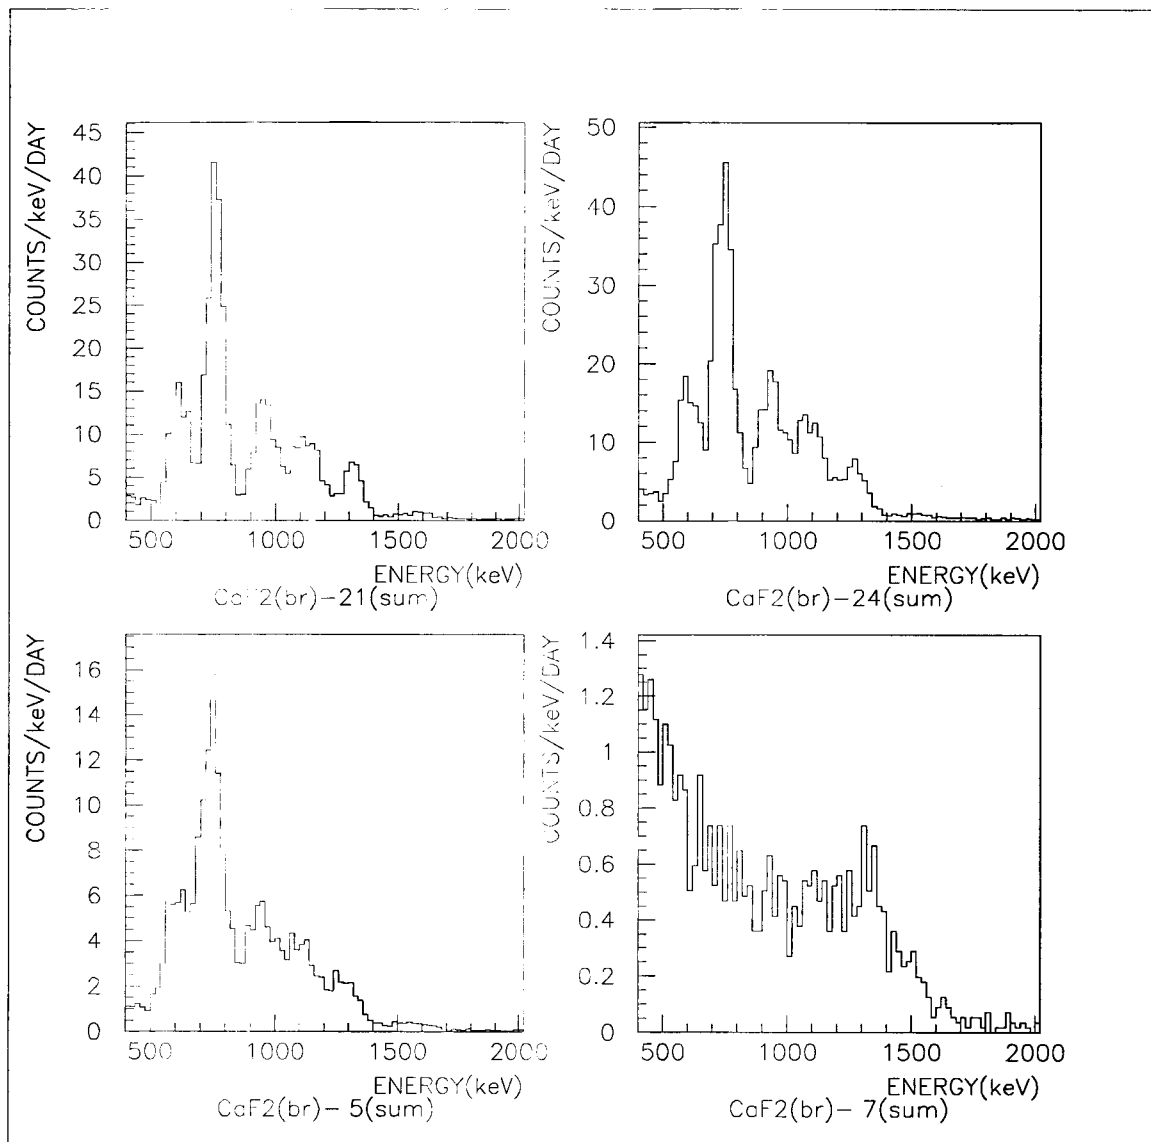 COUNTS/keV/DAY
45
40
35
30
25
20
15
10
5
0
500 1000 1500 2000
ENERGY(keV)
CaF2(br)-21(sum)
COUNTS/keV/DAY
50
40
30
20
10
0
500 1000 1500 2000
ENERGY(keV)
CaF2(br)-24(sum)
COUNTS/keV/DAY
16
14
12
10
8
6
4
2
0
500 1000 1500 2000
ENERGY(keV)
CaF2(br)- 5(sum)
COUNTS/keV/DAY
1.4
1.2
1
0.8
0.6
0.4
0.2
0
500 1000 1500 2000
ENERGY(keV)
CaF2(br)- 7(sum)